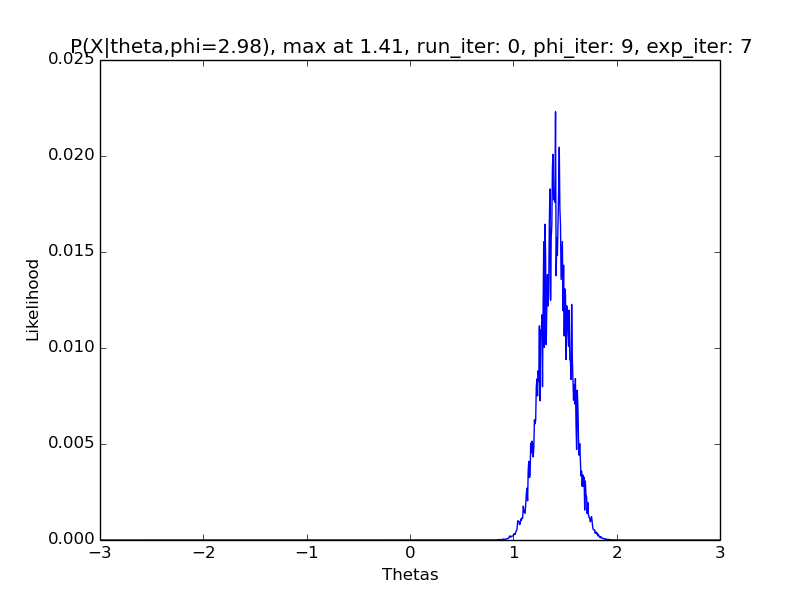 P(X|theta,phi=2.98), max at 1.41, run_iter: 0, phi_iter: 9, exp_iter: 7
0.025
0.020
0.015
0.010
0.005
0.000
Likelihood
−3 −2 −1 0 1 2 3
Thetas